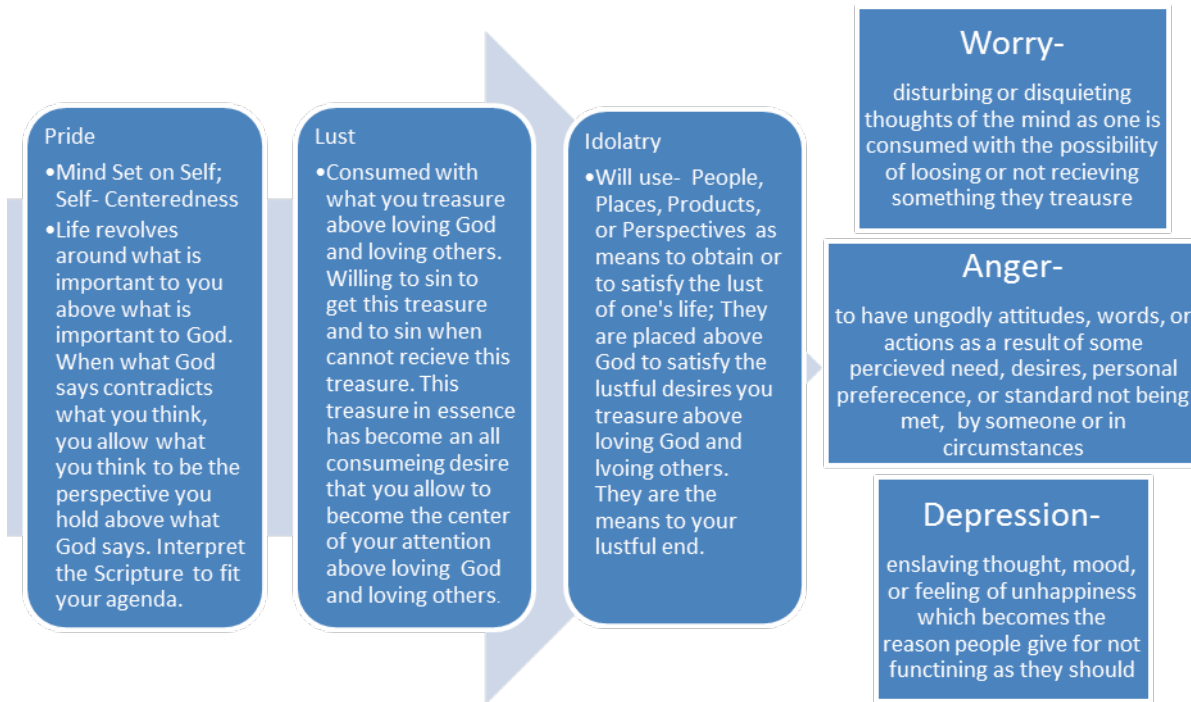 Pride
•Mind Set on Self;
Self- Centeredness
•Life revolves
around what is
important to you
above what is
important to God.
When what God
says contradicts
what you think,
you allow what
you think to be the
perspective you
hold above what
God says. Interpret
the Scripture to fit
your agenda.
Lust
•Consumed with
what you treasure
above loving God
and loving others.
Willing to sin to
get this treasure
and to sin when
cannot recieve this
treasure. This
treasure in essence
has become an all
consumeing desire
that you allow to
become the center
of your attention
above loving God
and loving others.
Idolatry
•Will use- People,
Places, Products,
or Perspectives as
means to obtain or
to satisfy the lust
of one's life; They
are placed above
God to satisfy the
lustful desires you
treasure above
loving God and
lvoing others.
They are the
means to your
lustful end.
Worry-
disturbing or disquieting
thoughts of the mind as one is
consumed with the possibility
of loosing or not recieving
something they treausre
Anger-
to have ungodly attitudes, words, or
actions as a result of some
percieved need, desires, personal
preferecence, or standard not being
met, by someone or in
circumstances
Depression-
enslaving thought, mood,
or feeling of unhappiness
which becomes the
reason people give for not
functining as they should